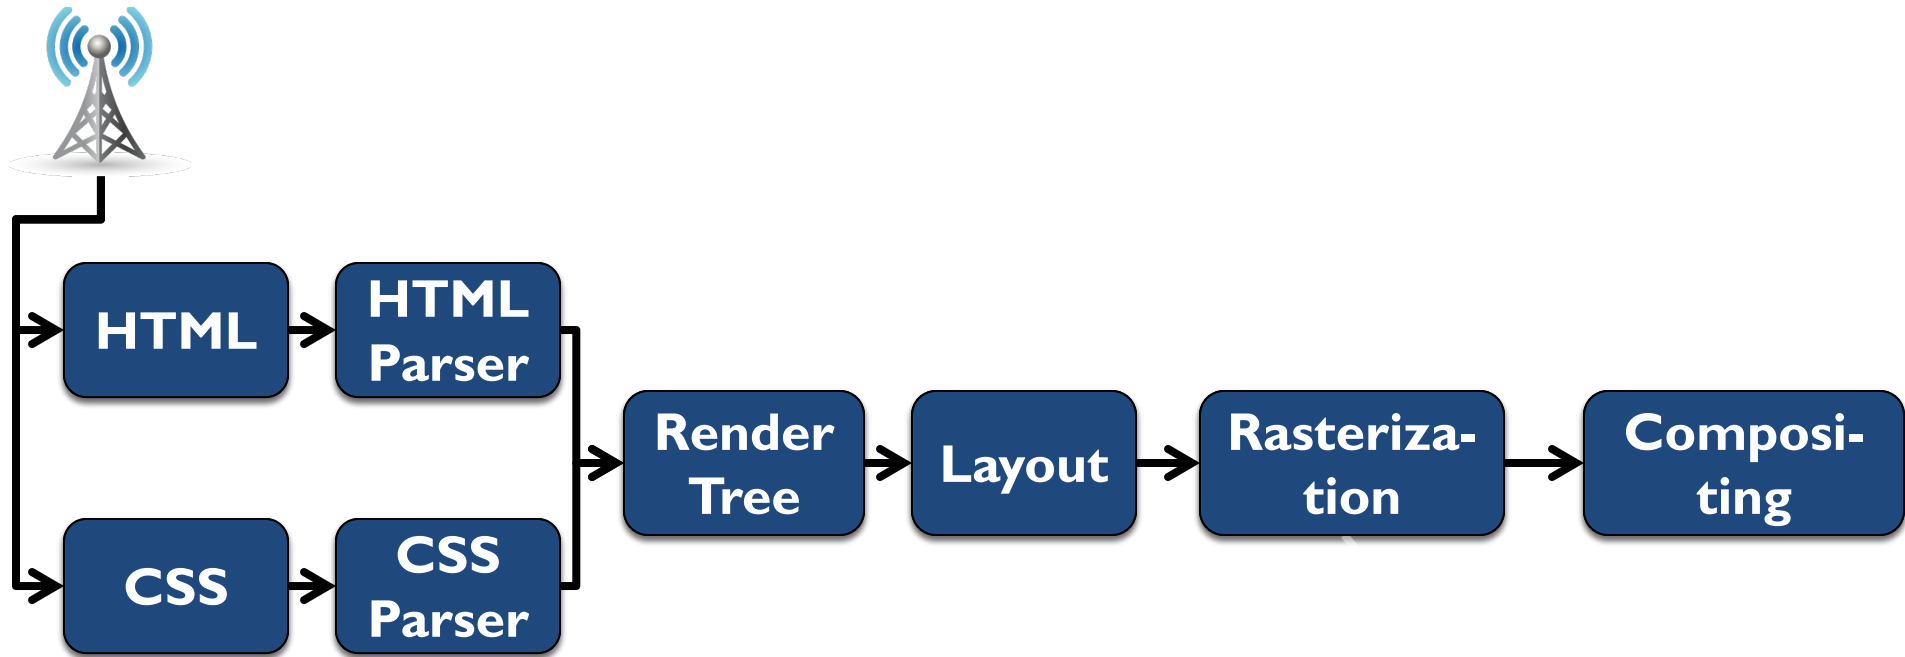 HTML
HTML
Parser
CSS
CSS
Parser
Render
Tree
Layout
Rasteriza-
tion
Composi-
ting